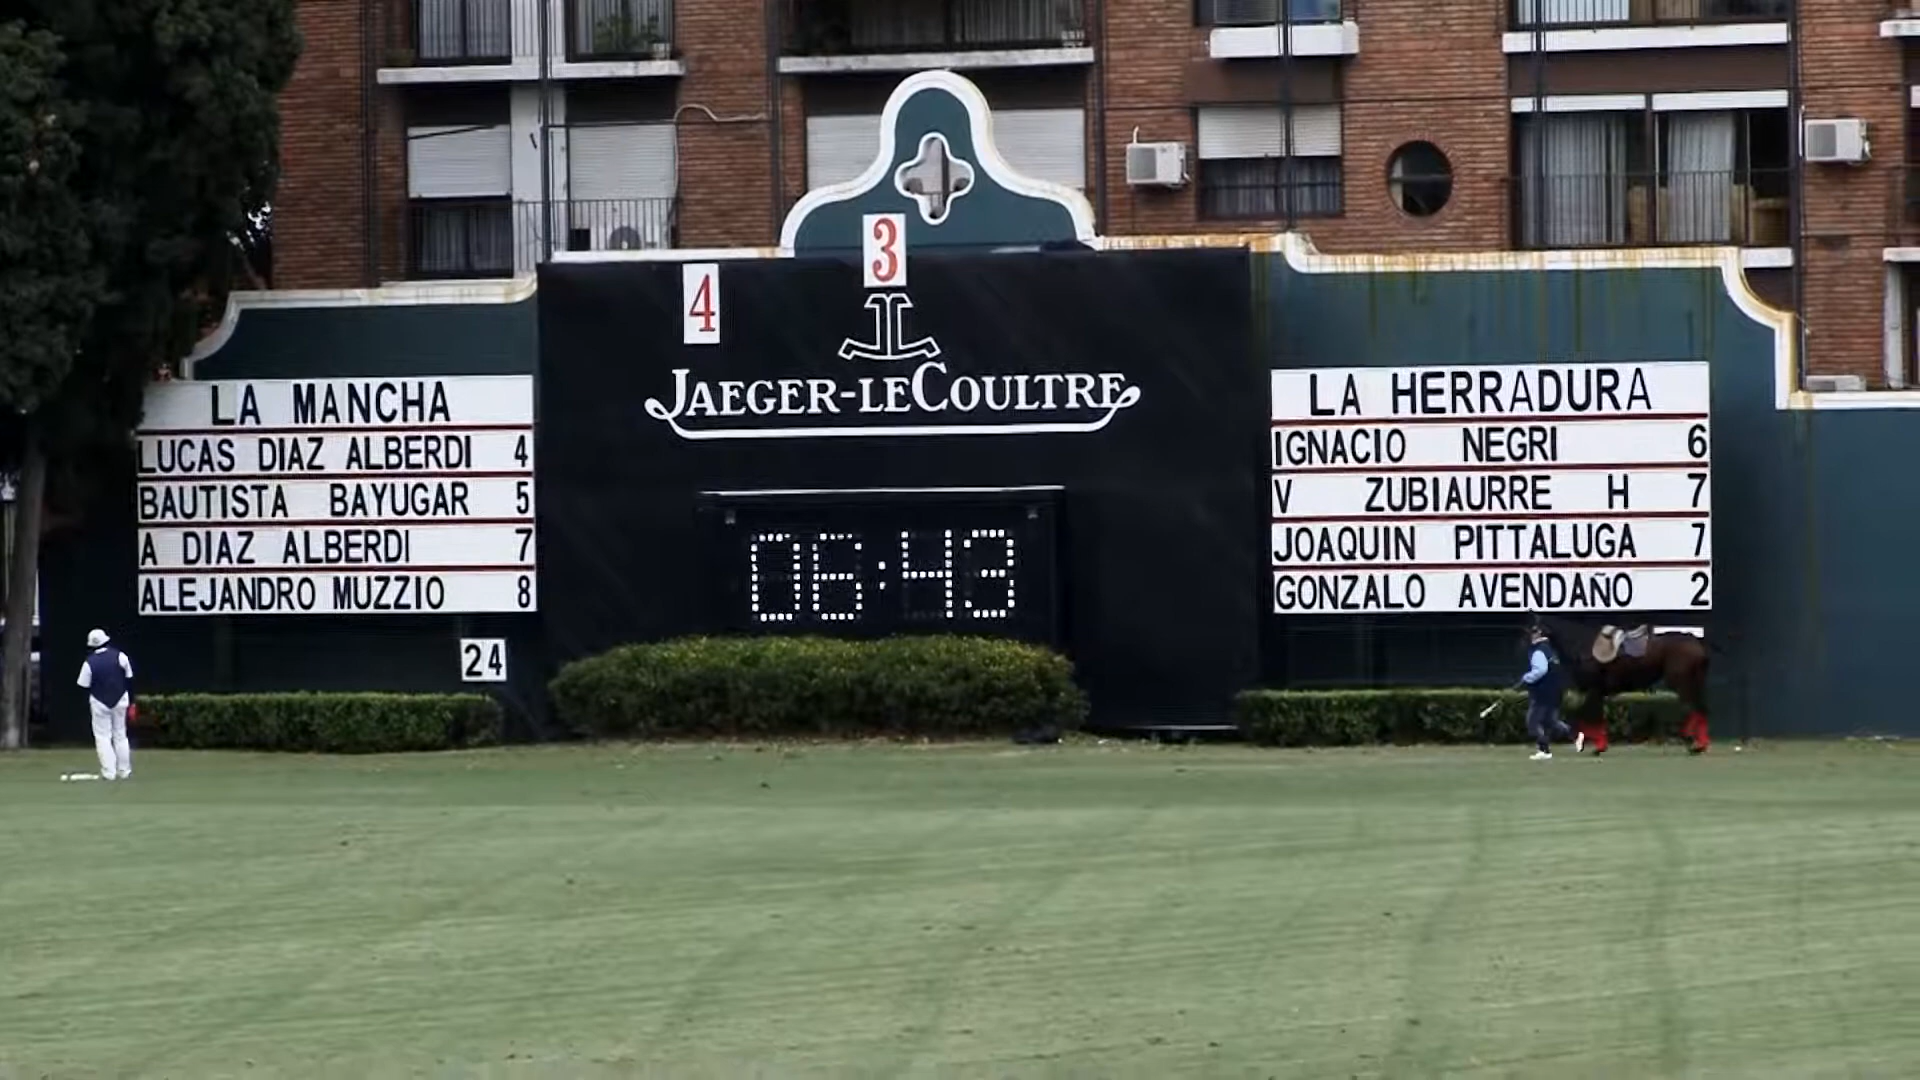 3
4
JAEGER-LECOULTRE
LA MANCHA
LUCAS DIAZ ALBERDI 4
BAUTISTA BAYUGAR 5
A DIAZ ALBERDI 7
ALEJANDRO MUZZIO 8
24
06:43
LA HERRADURA
IGNACIO NEGRI 6
V ZUBIAURRE H 7
JOAQUIN PITTALUGA 7
GONZALO AVENDAÑO 2